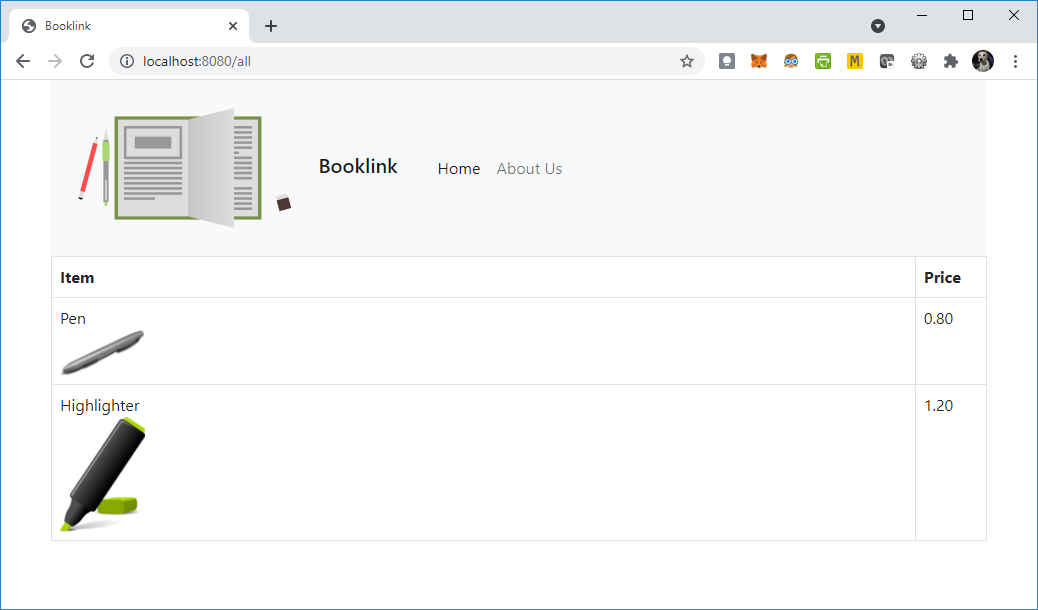 Booklink
localhost:8080/all
M
Booklink Home About Us
Item Price
Pen 0.80
Highlighter 1.20